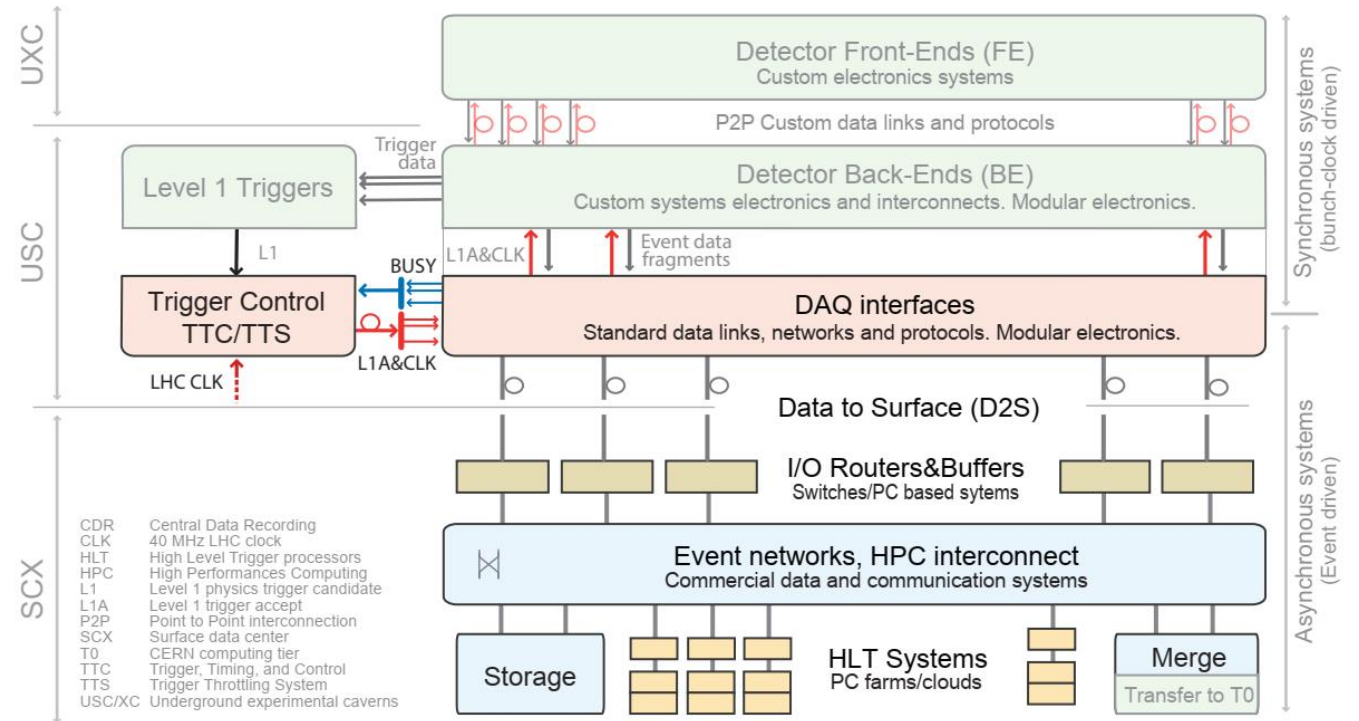 UXC
Detector Front-Ends (FE)
Custom electronics systems
P2P Custom data links and protocols
Synchronous systems
(bunch-clock driven)
USC
Trigger
data
Level 1 Triggers
Detector Back-Ends (BE)
Custom systems electronics and interconnects. Modular electronics.
L1
L1A&CLK
Event data
fragments
BUSY
Trigger Control
TTC/TTS
DAQ interfaces
Standard data links, networks and protocols. Modular electronics.
L1A&CLK
LHC CLK
Data to Surface (D2S)
Asynchronous systems
(Event driven)
SCX
I/O Routers&Buffers
Switches/PC based sytems
Event networks, HPC interconnect
Commercial data and communication systems
Storage
HLT Systems
PC farms/clouds
Merge
Transfer to T0
CDR Central Data Recording
CLK 40 MHz LHC clock
HLT High Level Trigger processors
HPC High Performances Computing
L1 Level 1 physics trigger candidate
L1A Level 1 trigger accept
P2P Point to Point interconnection
SCX Surface data center
T0 CERN computing tier
TTC Trigger, Timing, and Control
TTS Trigger Throttling System
USC/XC Underground experimental caverns